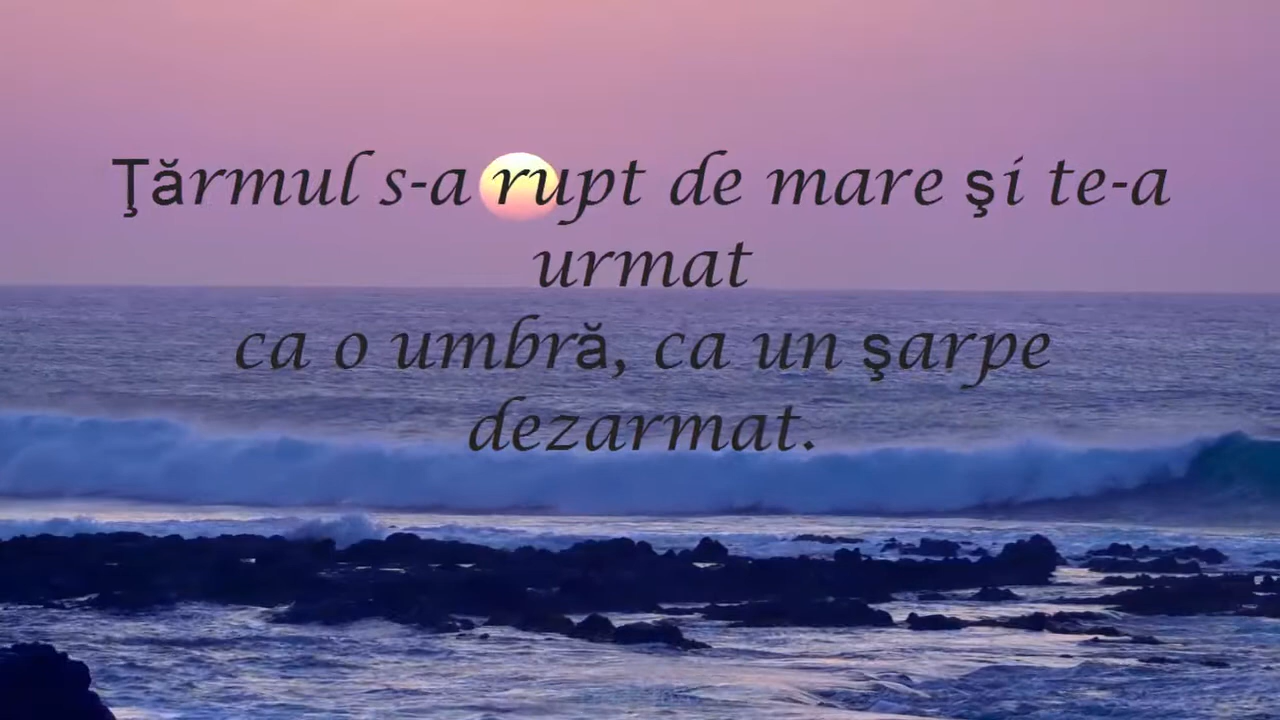 Ţărmul s-a rupt de mare şi te-a
urmat
ca o umbră, ca un şarpe
dezarmat.